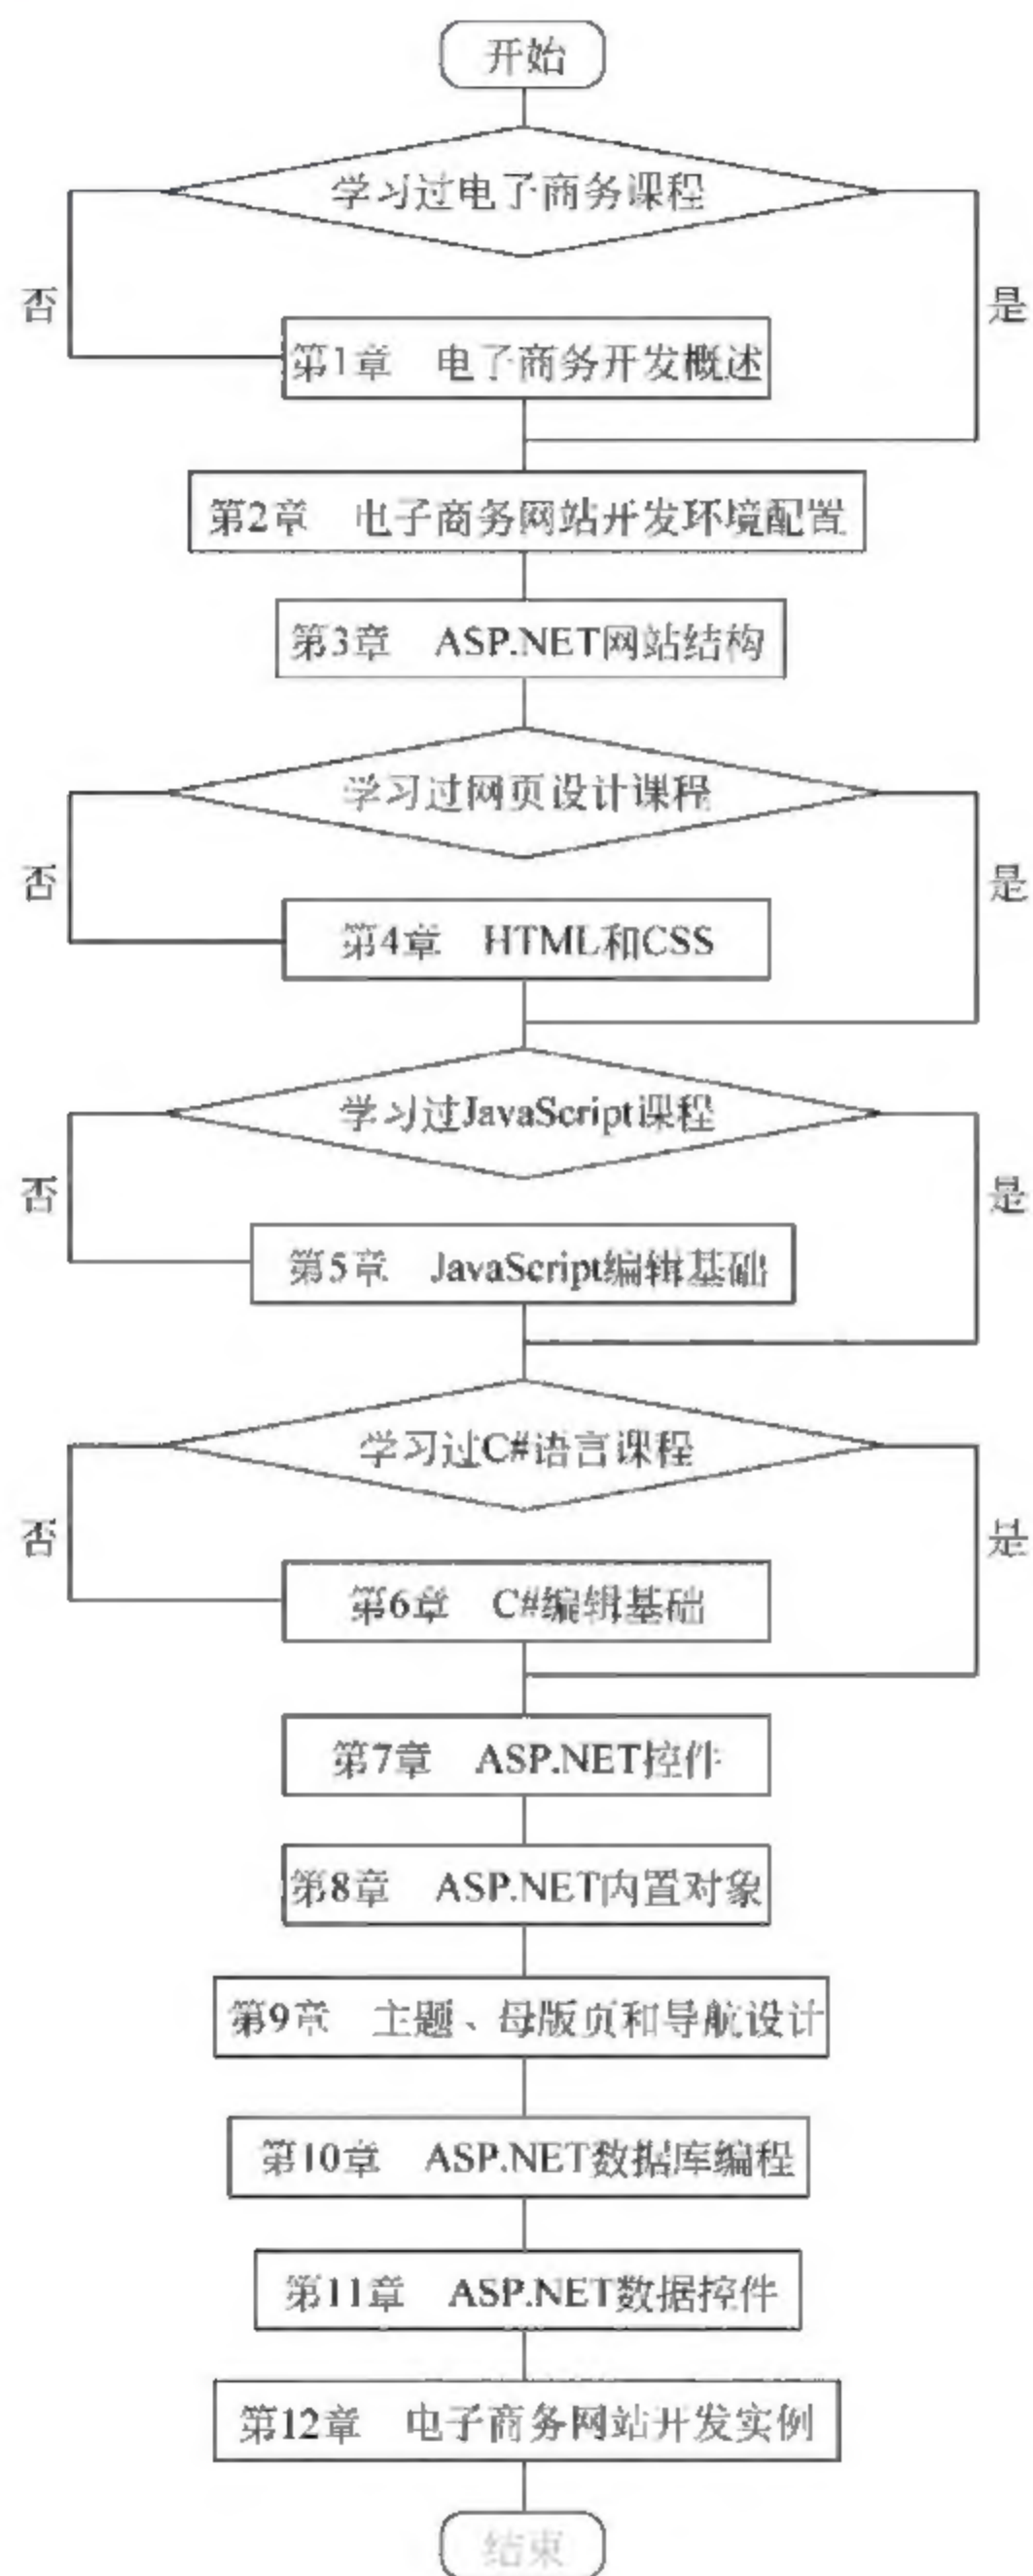 开始
学习过电子商务课程
否
是
第1章 电子商务开发概述
第2章 电子商务网站开发环境配置
第3章 ASP.NET网站结构
学习过网页设计课程
否
是
第4章 HTML和CSS
学习过JavaScript课程
否
是
第5章 JavaScript编辑基础
学习过C#语言课程
否
是
第6章 C#编辑基础
第7章 ASP.NET控件
第8章 ASP.NET内置对象
第9章 主题、母版页和导航设计
第10章 ASP.NET数据库编程
第11章 ASP.NET数据控件
第12章 电子商务网站开发实例
结束